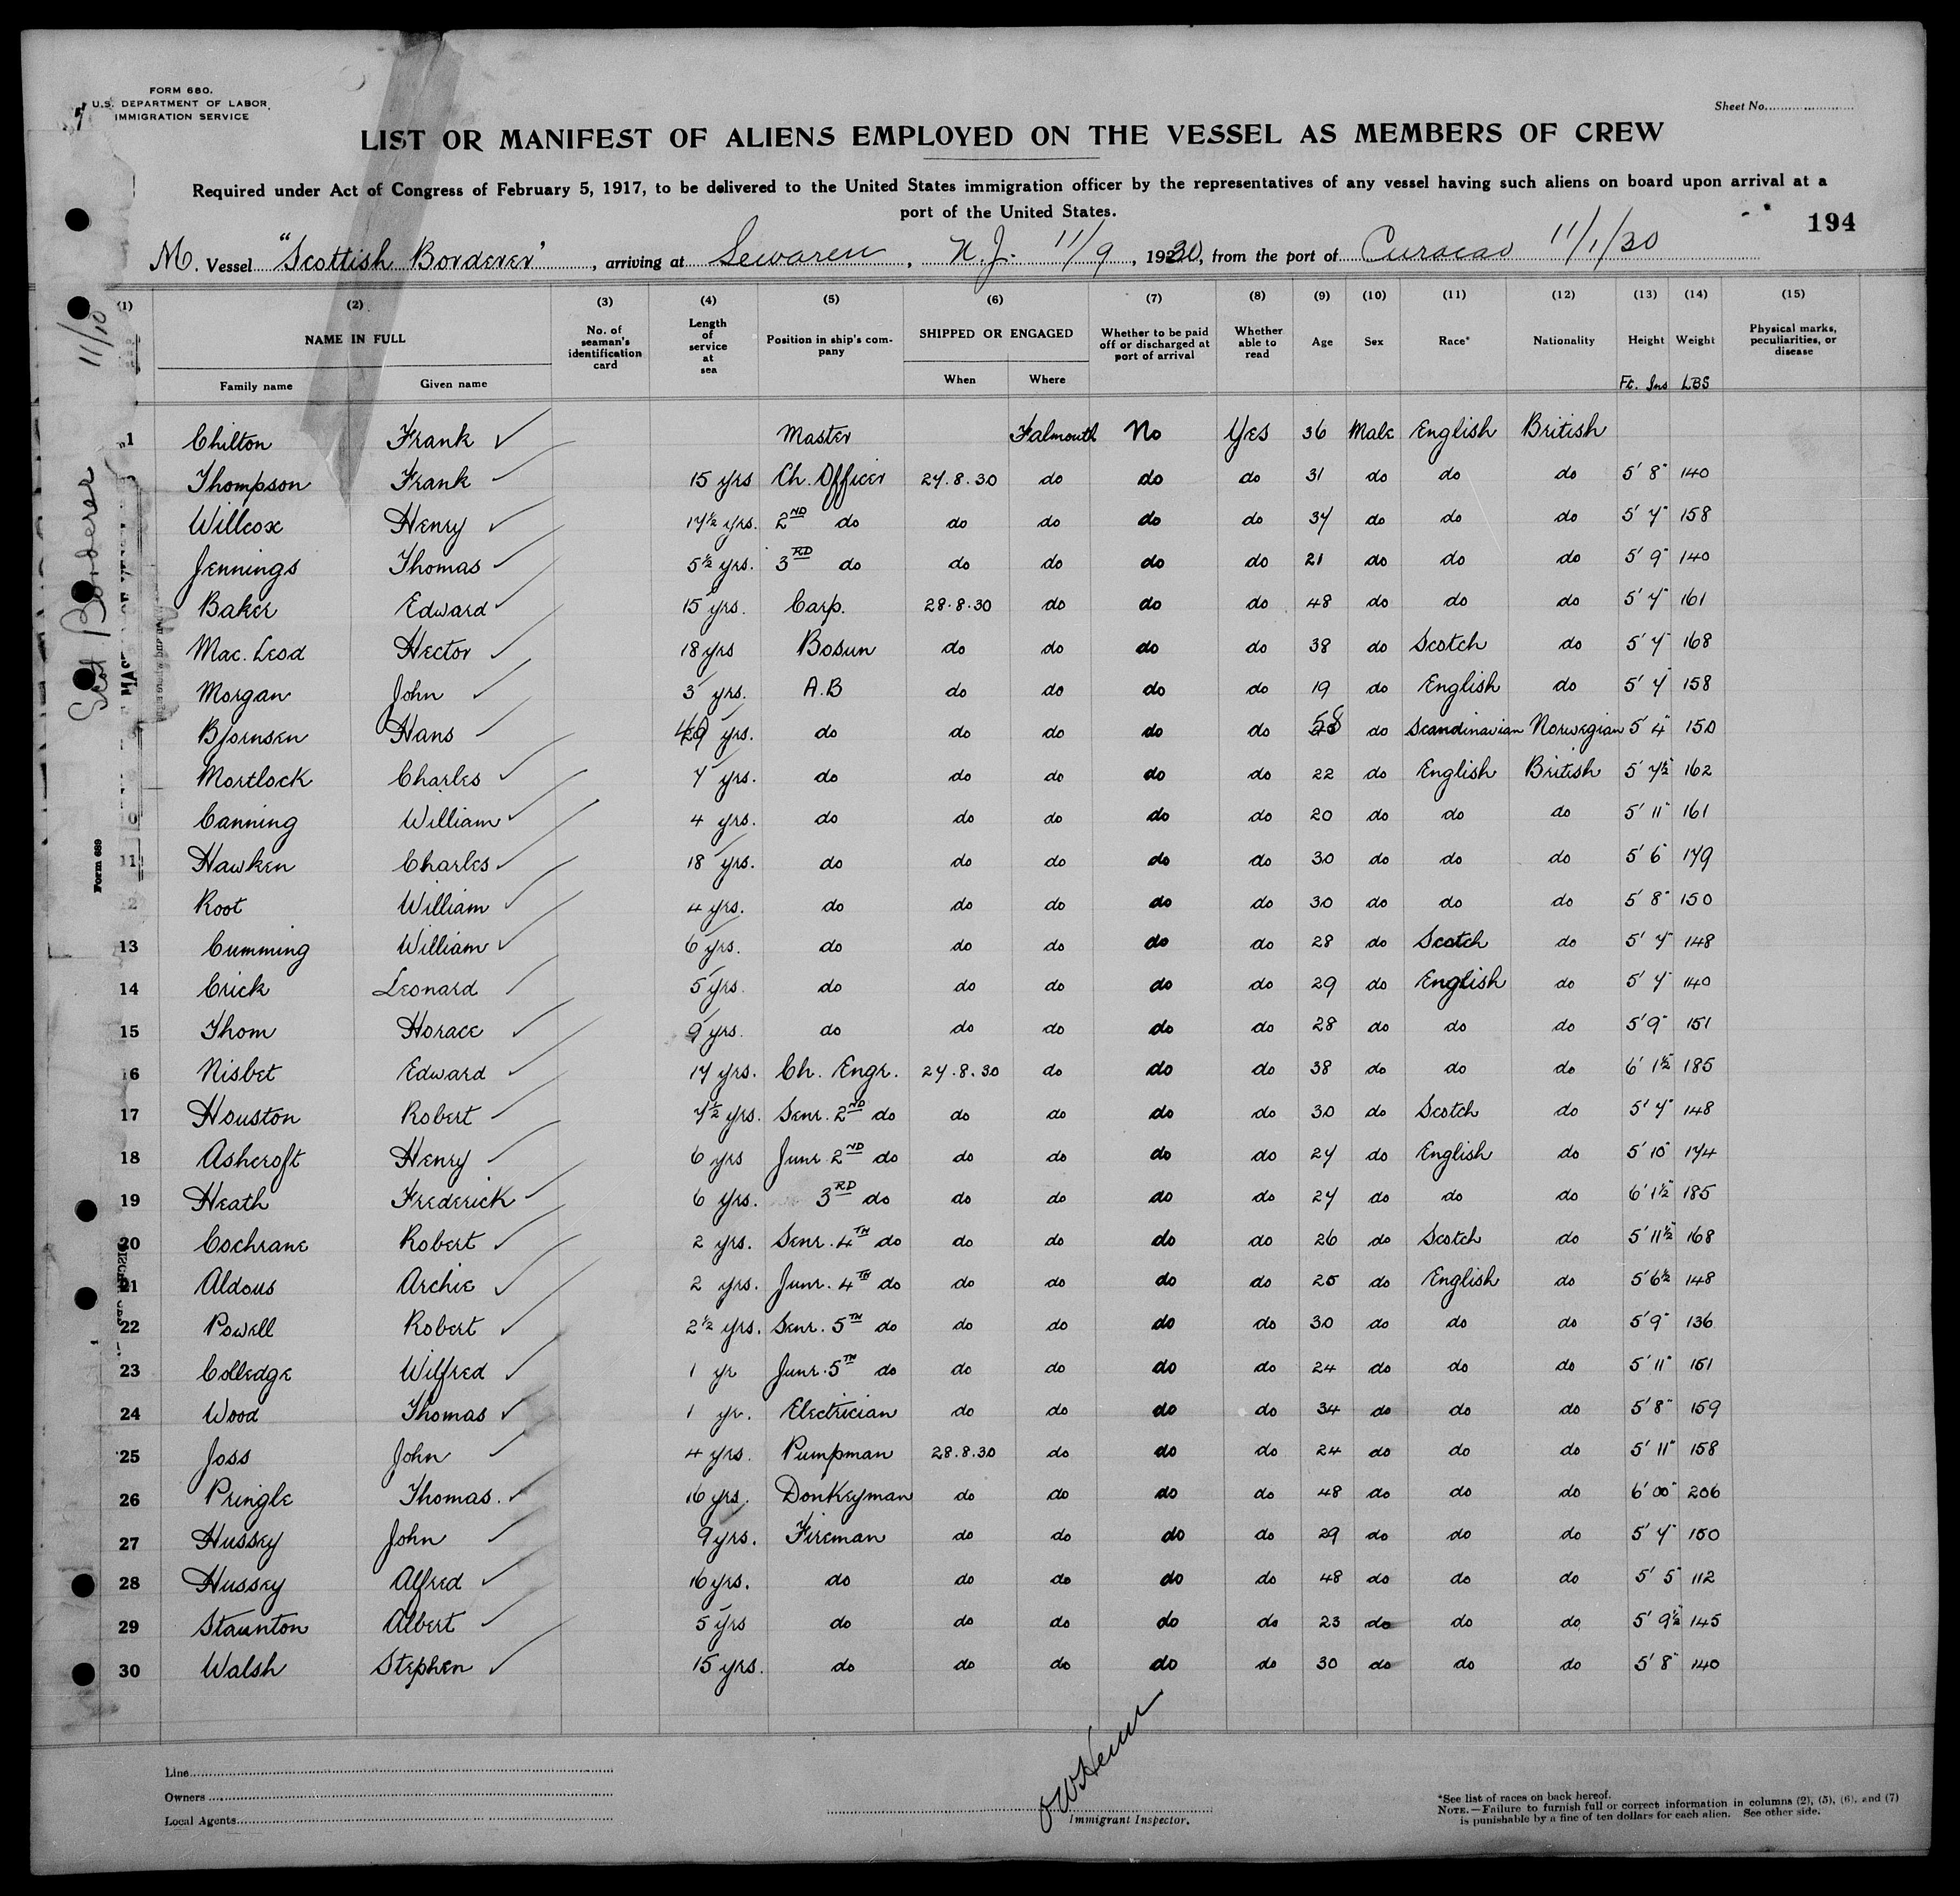 FORM 680.
U.S. DEPARTMENT OF LABOR
IMMIGRATION SERVICE
Sheet No.
LIST OR MANIFEST OF ALIENS EMPLOYED ON THE VESSEL AS MEMBERS OF CREW
Required under Act of Congress of February 5, 1917, to be delivered to the United States immigration officer by the representatives of any vessel having such aliens on board upon arrival at a
port of the United States.
194
M. Vessel "Scottish Borderer", arriving at Sewaren, N.J. 11/9, 1930, from the port of Curacao 11/1/30
(1) (2) (3) (4) (5) (6) (7) (8) (9) (10) (11) (12) (13) (14) (15)
NAME IN FULL
Family name Given name
No. of seaman's identification card
Length of service at sea
Position in ship's company
SHIPPED OR ENGAGED
When Where
Whether to be paid off or discharged at port of arrival
Whether able to read
Age Sex Race* Nationality Height Weight
Physical marks, peculiarities, or disease
Ft. Ins LBS
1 Chilton Frank ✓ Master Falmouth No Yes 36 Male English British
Thompson Frank 15 yrs Ch. Officer 27.8.30 do do do 31 do do do 5' 8" 140
Willcox Henry ✓ 17½ yrs. 2ND do do do do do 37 do do do 5' 7" 158
Jennings Thomas ✓ 5½ yrs. 3RD do do do do do 21 do do do 5' 9" 140
Baker Edward ✓ 15 yrs. Carp. 28.8.30 do do do 48 do do do 5' 7" 161
Mac. Leod Hector ✓ 18 yrs Bosun do do do do 38 do Scotch do 5' 7" 168
Morgan John ✓ 3 yrs. A.B do do do do 19 do English do 5' 7" 158
Bjornsen Hans ✓ yrs. do do do do do 58 do Scandinavian Norwegian 5' 4" 150
Mortlock Charles ✓ 7 yrs. do do do do do 22 do English British 5' 7½" 162
Canning William ✓ 4 yrs. do do do do do 20 do do do 5' 11" 161
11 Hawken Charles ✓ 18 yrs. do do do do do 30 do do do 5' 6" 179
Root William ✓ 4 yrs. do do do do do 30 do do do 5' 8" 150
13 Cumming William ✓ 6 yrs. do do do do do 28 do Scotch do 5' 7" 148
14 Crick Leonard ✓ 5 yrs. do do do do do 29 do English do 5' 7" 140
15 Thom Horace ✓ 9 yrs. do do do do do 28 do do do 5' 9" 151
16 Nisbet Edward ✓ 17 yrs. Ch. Engr. 27.8.30 do do do 38 do do do 6' 1½" 185
17 Houston Robert ✓ 7½ yrs. Senr. 2ND do do do do do 30 do Scotch do 5' 7" 148
18 Ashcroft Henry ✓ 6 yrs Junr. 2ND do do do do do 27 do English do 5' 10" 174
19 Heath Frederick ✓ 6 yrs. 3RD do do do do do 27 do do do 6' 1½" 185
20 Cochrane Robert ✓ 2 yrs. Senr. 4TH do do do do do 26 do Scotch do 5' 11½" 168
21 Aldous Archie ✓ 2 yrs. Junr. 4TH do do do do do 25 do English do 5' 6½ 148
22 Powell Robert ✓ 2½ yrs. Senr. 5TH do do do do do 30 do do do 5' 9" 136
23 Colledge Wilfred ✓ 1 yr Junr. 5TH do do do do do 24 do do do 5' 11" 151
24 Wood Thomas ✓ 1 yr. Electrician do do do do 34 do do do 5' 8" 159
25 Joss John ✓ 4 yrs. Pumpman 28.8.30 do do do 24 do do do 5' 11" 158
26 Pringle Thomas. ✓ 16 yrs. Donkeyman do do do do 48 do do do 6' 00" 206
27 Hussey John ✓ 9 yrs. Fireman do do do do 29 do do do 5' 7" 150
28 Hussey Alfred ✓ 16 yrs. do do do do do 48 do do do 5' 5" 112
29 Staunton Albert ✓ 5 yrs do do do do do 23 do do do 5' 9½" 145
30 Walsh Stephen ✓ 15 yrs. do do do do do 30 do do do 5' 8" 140
11/10
Scot Borderer
Form 689
Line
Owners
Local Agents
Immigrant Inspector.
*See list of races on back hereof.
NOTE.—Failure to furnish full or correct information in columns (2), (5), (6), and (7)
is punishable by a fine of ten dollars for each alien. See other side.